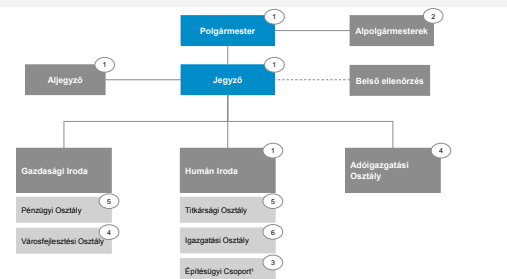 1
2
Polgármester
Alpolgármesterek
1
1
Aljegyző
Jegyző
Belső ellenőrzés
1
4
Gazdasági Iroda
Humán Iroda
Adóigazgatási
Osztály
5
5
Pénzügyi Osztály
Titkársági Osztály
4
6
Városfejlesztési Osztály
Igazgatási Osztály
3
Építésügyi Csoport¹